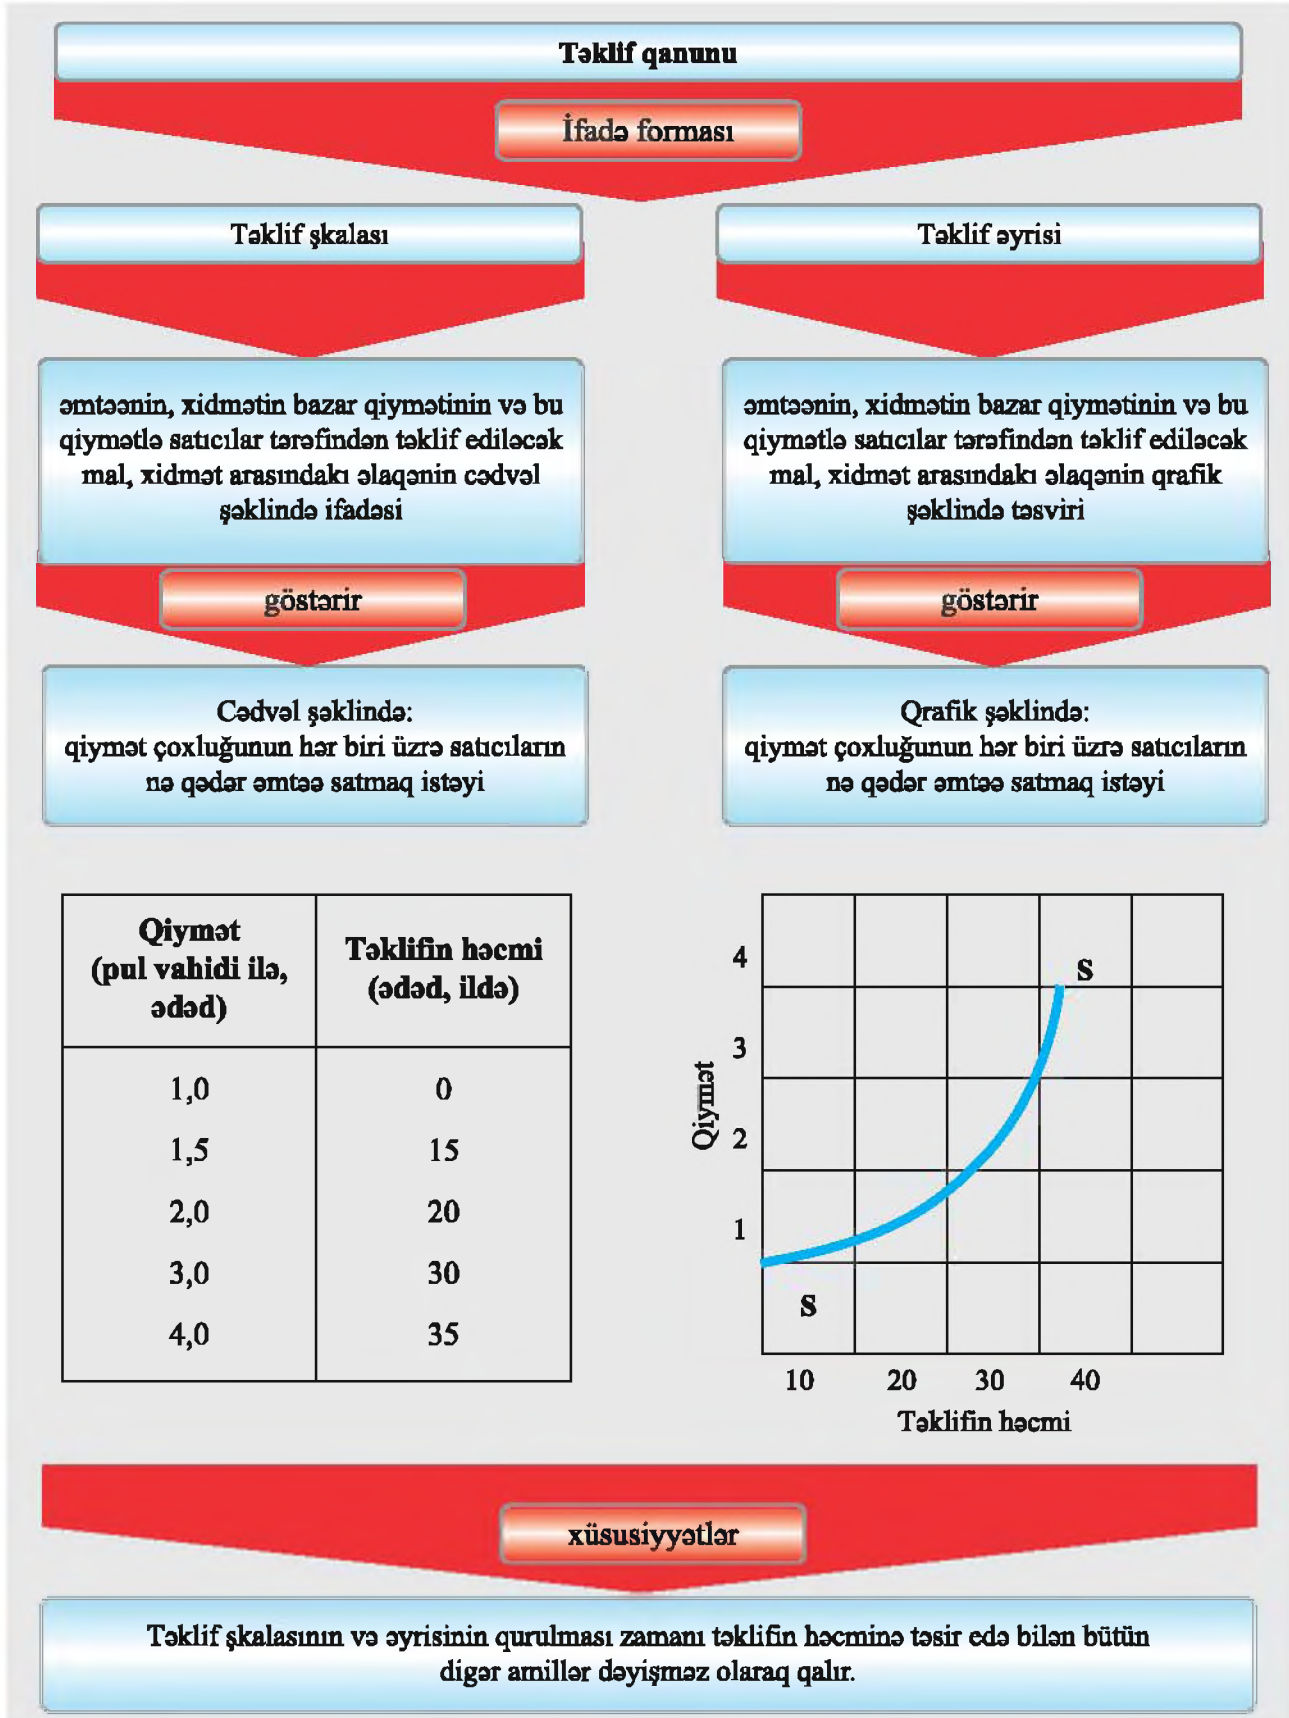 Təklif qanunu
İfadə forması
Təklif şkalası
əmtəənin, xidmətin bazar qiymətinin və bu
qiymətlə satıcılar tərəfindən təklif ediləcək
mal, xidmət arasındakı əlaqənin cədvəl
şəklində ifadəsi
göstərir
Cədvəl şəklində:
qiymət çoxluğunun hər biri üzrə satıcıların
nə qədər əmtəə satmaq istəyi
Təklif əyrisi
əmtəənin, xidmətin bazar qiymətinin və bu
qiymətlə satıcılar tərəfindən təklif ediləcək
mal, xidmət arasındakı əlaqənin qrafik
şəklində təsviri
göstərir
Qrafik şəklində:
qiymət çoxluğunun hər biri üzrə satıcıların
nə qədər əmtəə satmaq istəyi
Qiymət
(pul vahidi ilə,
ədəd)
Təklifin həcmi
(ədəd, ildə)
1,0 0
1,5 15
2,0 20
3,0 30
4,0 35
Qiymət
4
3
2
1
S
S
10 20 30 40
Təklifin həcmi
xüsusiyyətlər
Təklif şkalasının və əyrisinin qurulması zamanı təklifin həcminə təsir edə bilən bütün
digər amillər dəyişməz olaraq qalır.